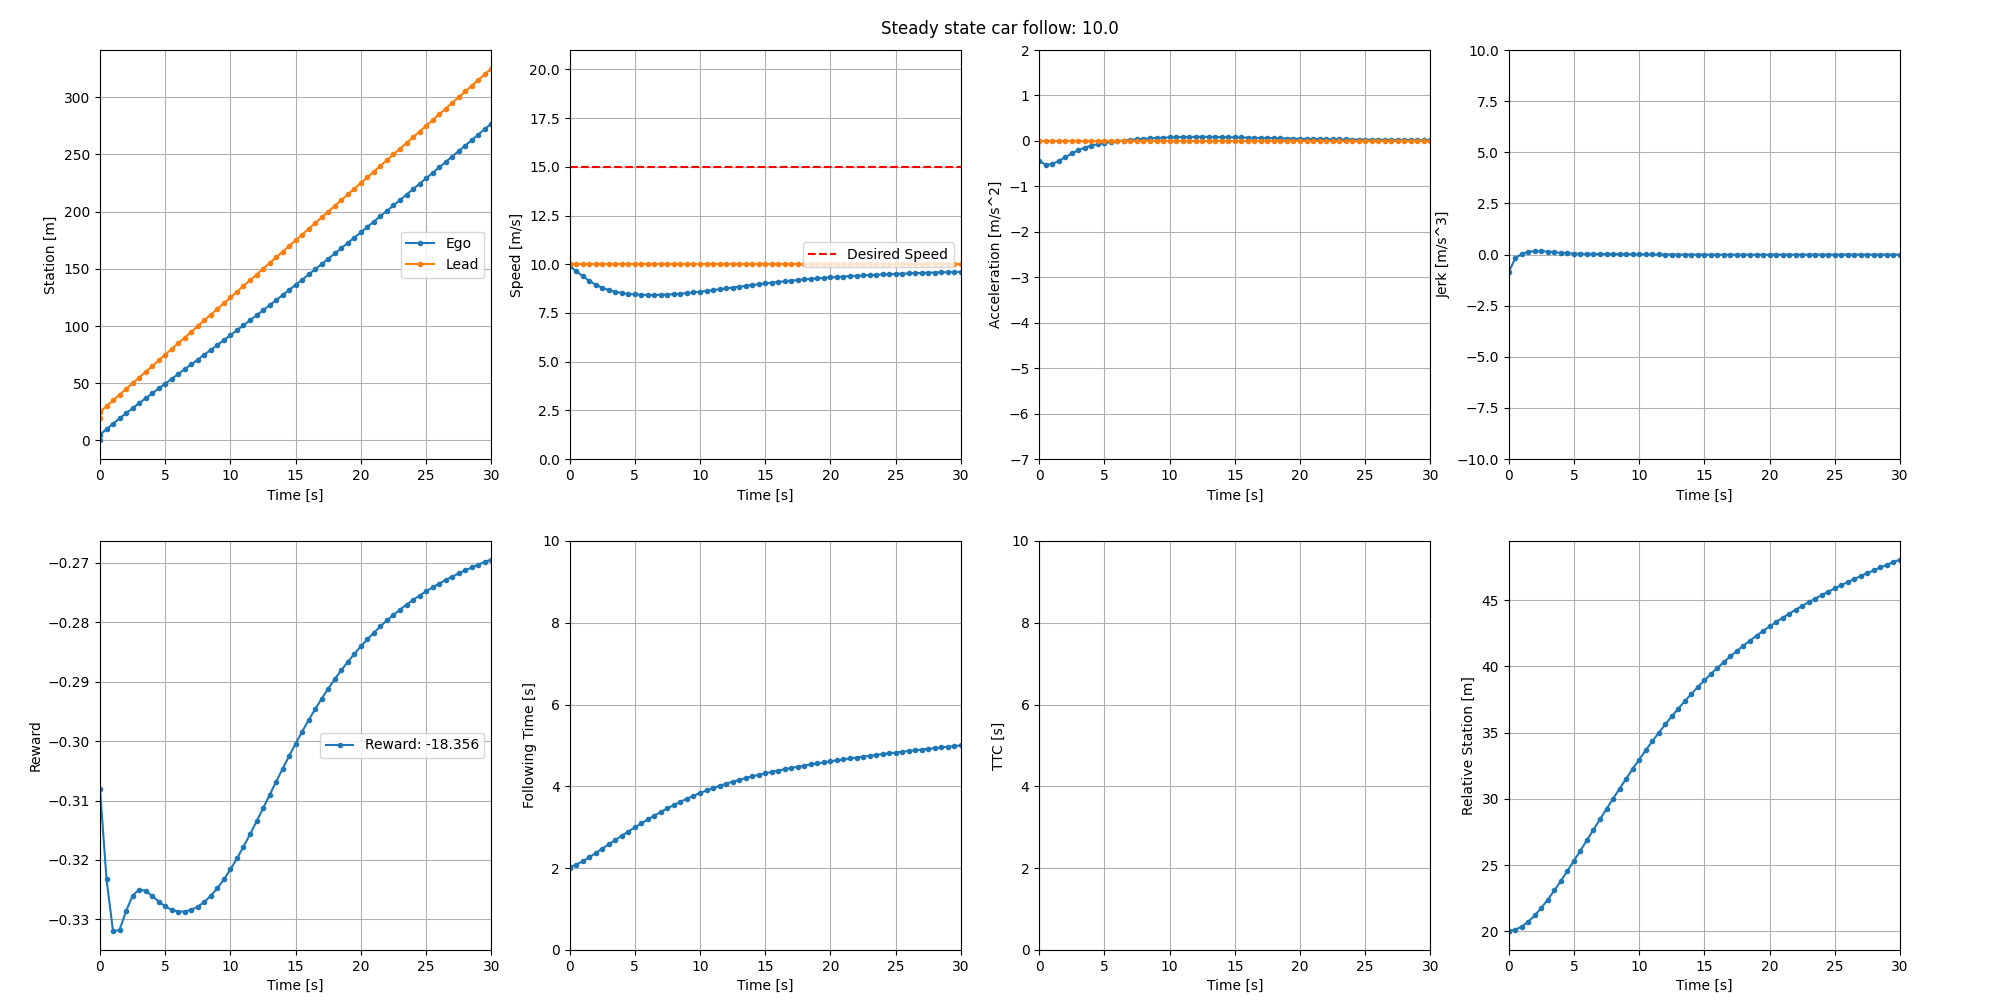 Steady state car follow: 10.0
Station [m]
300
250
200
150
100
50
0
Ego
Lead
0 5 10 15 20 25 30
Time [s]
Speed [m/s]
20.0
17.5
15.0
12.5
10.0
7.5
5.0
2.5
0.0
Desired Speed
0 5 10 15 20 25 30
Time [s]
Acceleration [m/s^2]
2
1
0
−1
−2
−3
−4
−5
−6
−7
0 5 10 15 20 25 30
Time [s]
Jerk [m/s^3]
10.0
7.5
5.0
2.5
0.0
−2.5
−5.0
−7.5
−10.0
0 5 10 15 20 25 30
Time [s]
Reward
−0.27
−0.28
−0.29
−0.30
−0.31
−0.32
−0.33
Reward: -18.356
0 5 10 15 20 25 30
Time [s]
Following Time [s]
10
8
6
4
2
0
0 5 10 15 20 25 30
Time [s]
TTC [s]
10
8
6
4
2
0
0 5 10 15 20 25 30
Time [s]
Relative Station [m]
45
40
35
30
25
20
0 5 10 15 20 25 30
Time [s]